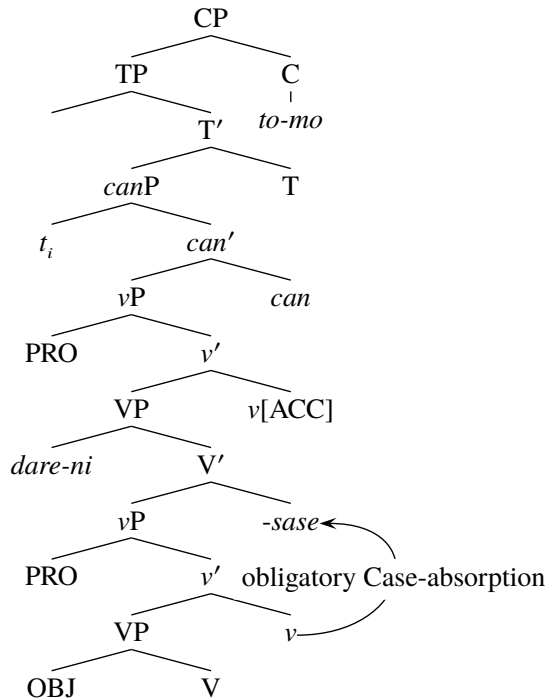 CP
TP C
to-mo
T′
canP T
t_i can′
vP can
PRO v′
VP v[ACC]
dare-ni V′
vP -sase
PRO v′ obligatory Case-absorption
VP v
OBJ V